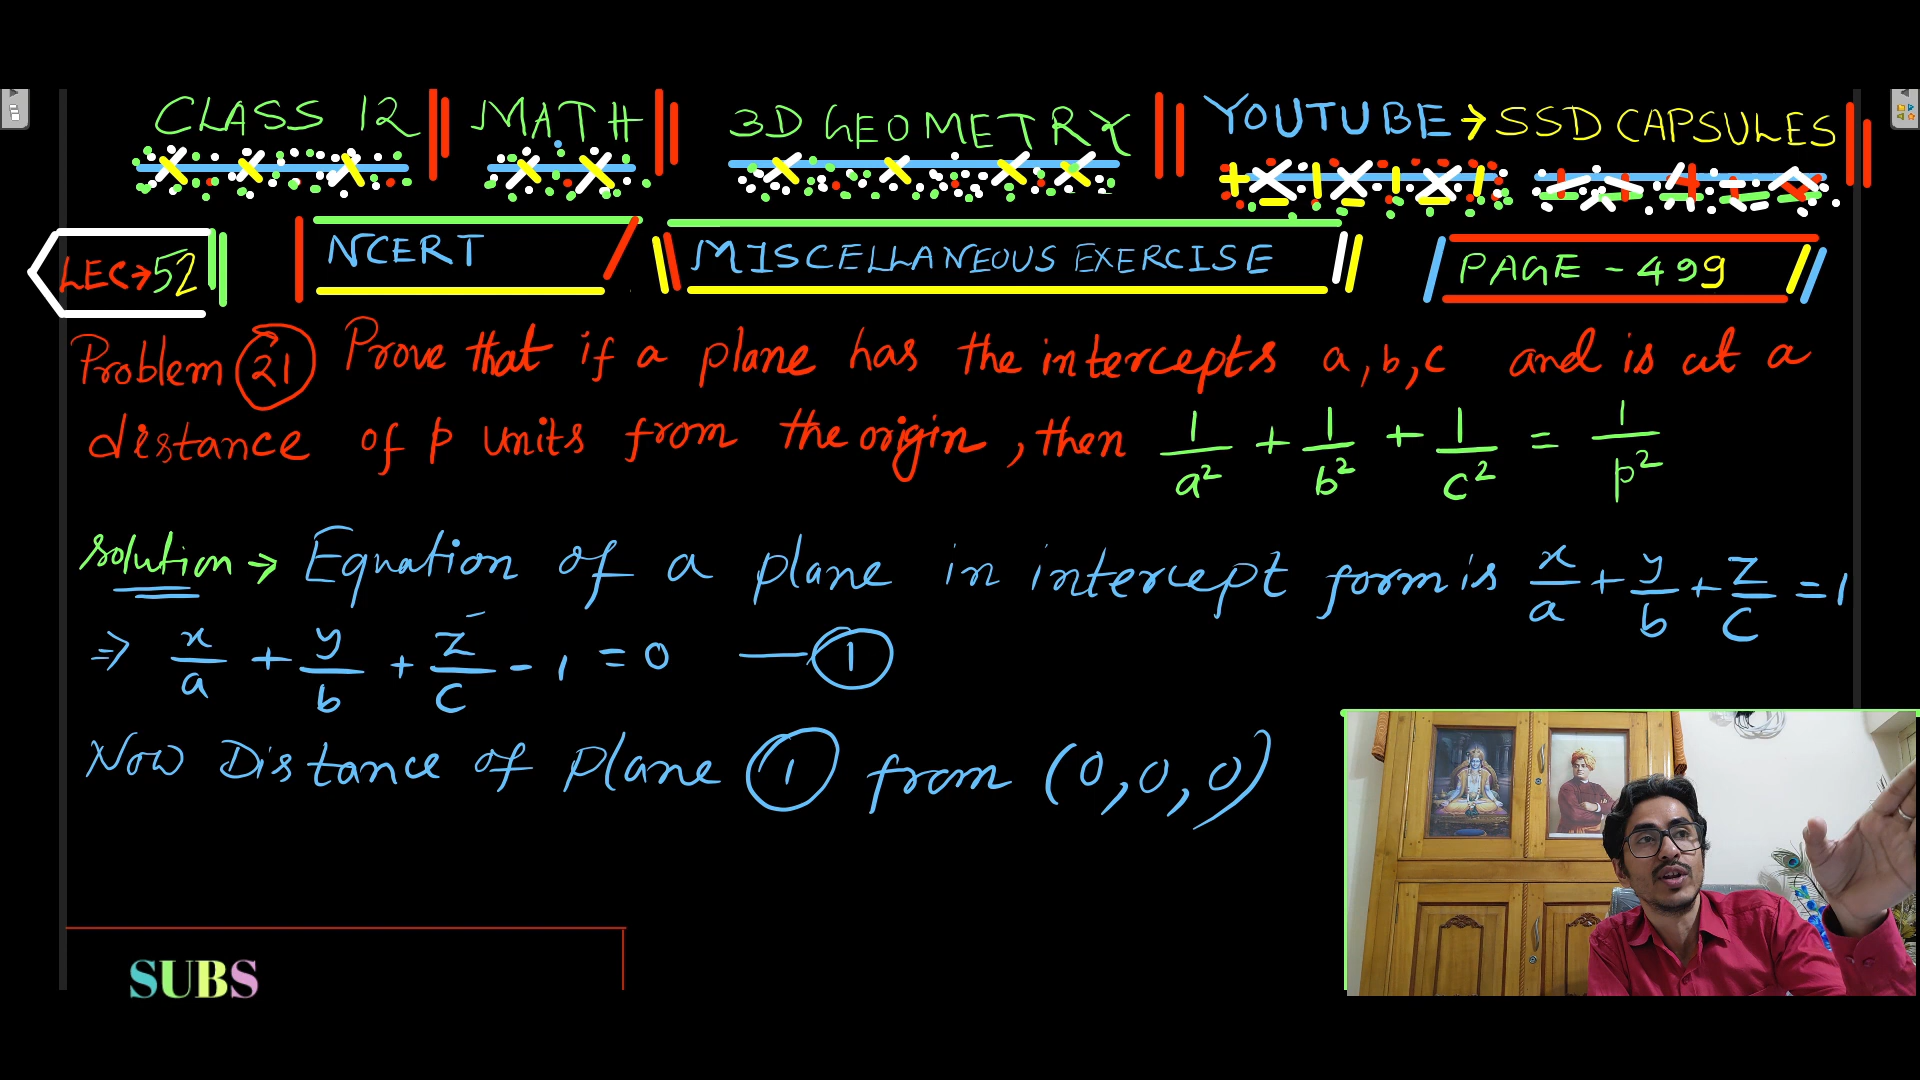 CLASS 12 MATH 3D GEOMETRY YOUTUBE → SSD CAPSULES
LEC→52 NCERT MISCELLANEOUS EXERCISE PAGE - 499
Problem 21 Prove that if a plane has the intercepts a, b, c and is at a
distance of p units from the origin, then 1/a² + 1/b² + 1/c² = 1/p²
Solution → Equation of a plane in intercept form is x/a + y/b + z/c = 1
⇒ x/a + y/b + z/c - 1 = 0 — 1
Now Distance of plane 1 from (0,0,0)
SUBS